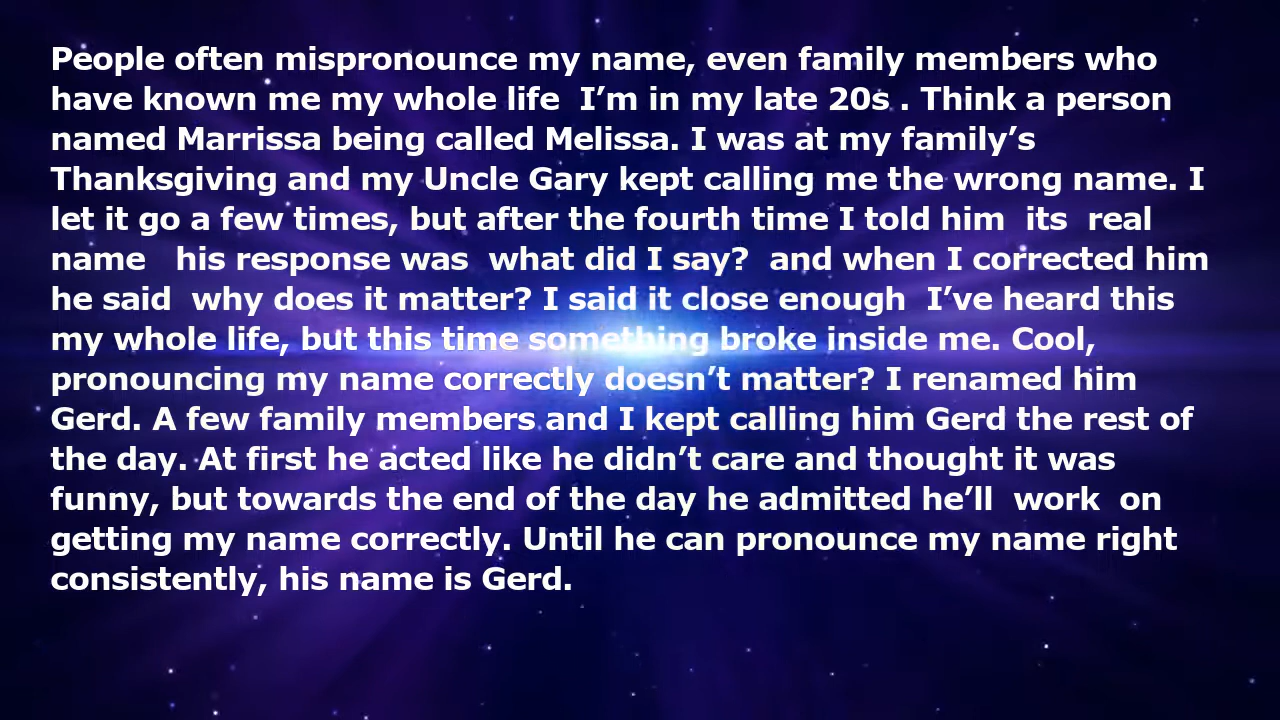 People often mispronounce my name, even family members who
have known me my whole life  I’m in my late 20s . Think a person
named Marrissa being called Melissa. I was at my family’s
Thanksgiving and my Uncle Gary kept calling me the wrong name. I
let it go a few times, but after the fourth time I told him  its  real
name   his response was  what did I say?  and when I corrected him
he said  why does it matter? I said it close enough  I’ve heard this
my whole life, but this time something broke inside me. Cool,
pronouncing my name correctly doesn’t matter? I renamed him
Gerd. A few family members and I kept calling him Gerd the rest of
the day. At first he acted like he didn’t care and thought it was
funny, but towards the end of the day he admitted he’ll  work  on
getting my name correctly. Until he can pronounce my name right
consistently, his name is Gerd.